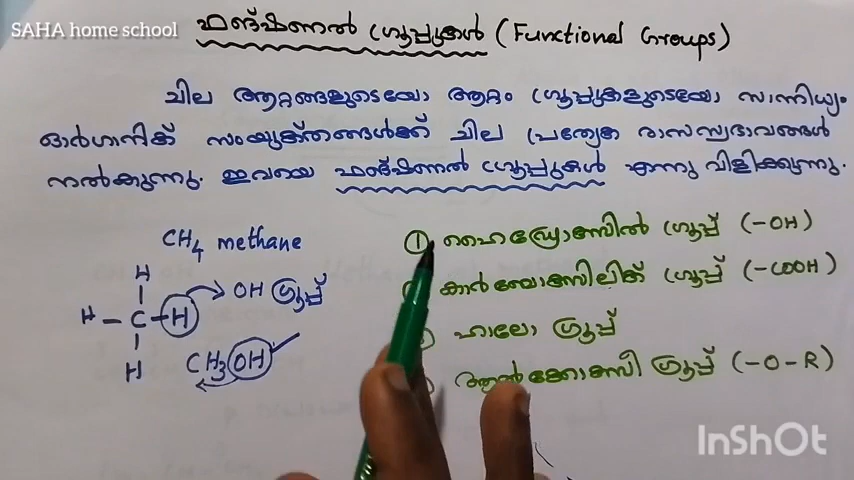 SAHA home school
ഫങ്ഷണൽ ഗ്രൂപ്പുകൾ (Functional Groups)
ചില ആറ്റങ്ങളുടെയോ ആറ്റം ഗ്രൂപ്പുകളുടെയോ സാന്നിധ്യം
ഓർഗാനിക് സംയുക്തങ്ങൾക്ക് ചില പ്രത്യേക രാസസ്വഭാവങ്ങൾ
നൽകുന്നു. ഇവയെ ഫങ്ഷണൽ ഗ്രൂപ്പുകൾ എന്നു വിളിക്കുന്നു.
CH4 methane
H
H – C – H
H
OH ഗ്രൂപ്പ്
CH3OH
① ഹൈഡ്രോക്സിൽ ഗ്രൂപ്പ് (-OH)
കാർബോക്സിലിക് ഗ്രൂപ്പ് (-COOH)
ഹാലോ ഗ്രൂപ്പ്
ആൽക്കോക്സി ഗ്രൂപ്പ് (-O-R)
InShOt